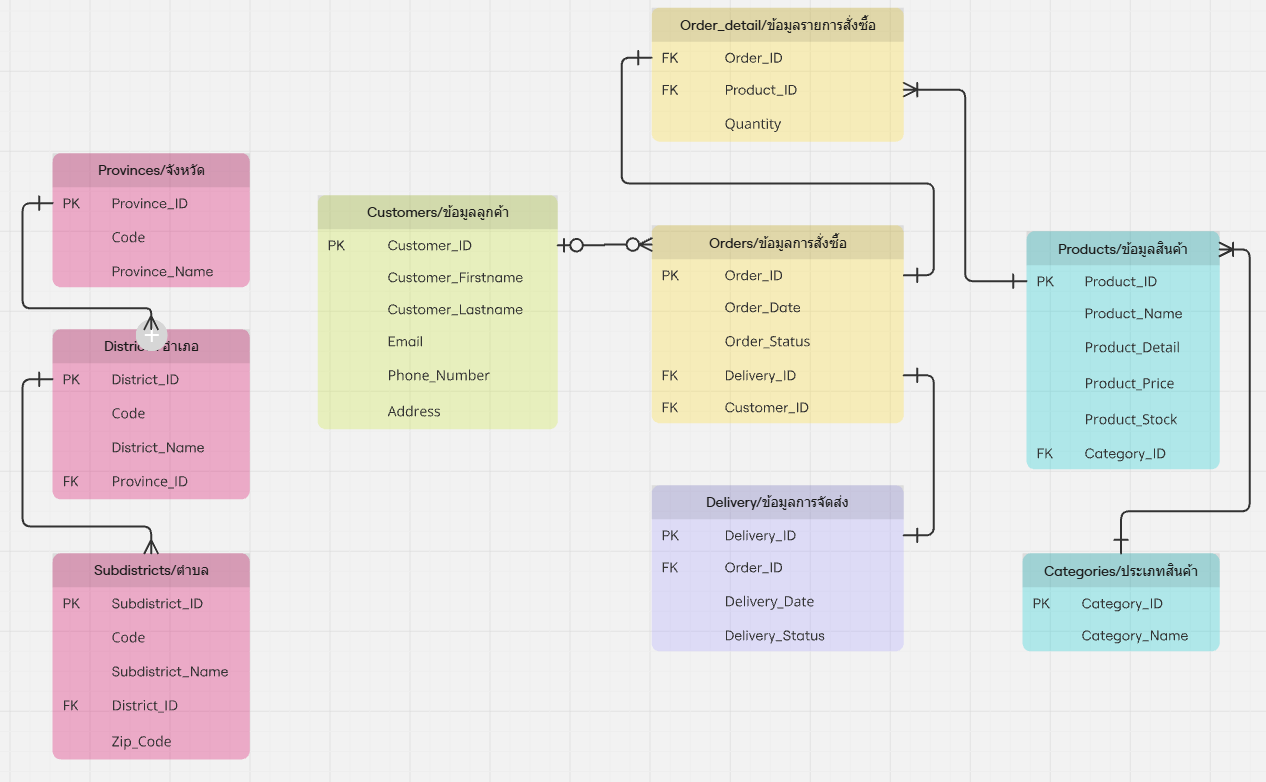 Order_detail/ข้อมูลรายการสั่งซื้อ
FK Order_ID
FK Product_ID
Quantity
Provinces/จังหวัด
PK Province_ID
Code
Province_Name
Customers/ข้อมูลลูกค้า
PK Customer_ID
Customer_Firstname
Customer_Lastname
Email
Phone_Number
Address
Orders/ข้อมูลการสั่งซื้อ
PK Order_ID
Order_Date
Order_Status
FK Delivery_ID
FK Customer_ID
Products/ข้อมูลสินค้า
PK Product_ID
Product_Name
Product_Detail
Product_Price
Product_Stock
FK Category_ID
PK District_ID
Code
District_Name
FK Province_ID
Delivery/ข้อมูลการจัดส่ง
PK Delivery_ID
FK Order_ID
Delivery_Date
Delivery_Status
Subdistricts/ตำบล
PK Subdistrict_ID
Code
Subdistrict_Name
FK District_ID
Zip_Code
Categories/ประเภทสินค้า
PK Category_ID
Category_Name